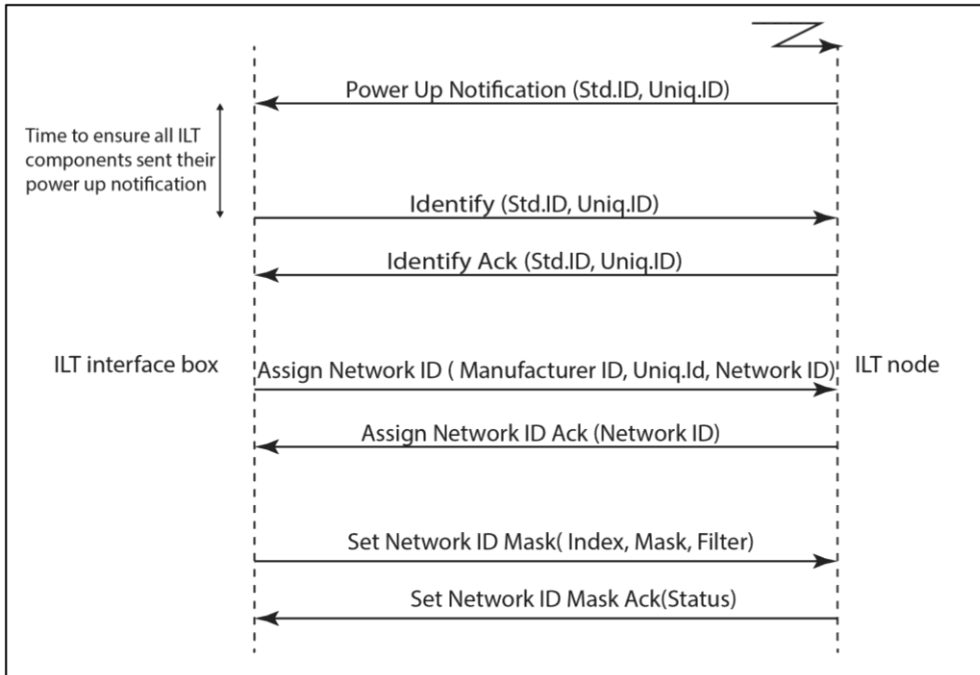 Power Up Notification (Std.ID, Uniq.ID)
Time to ensure all ILT
components sent their
power up notification
Identify (Std.ID, Uniq.ID)
Identify Ack (Std.ID, Uniq.ID)
ILT interface box
Assign Network ID ( Manufacturer ID, Uniq.Id, Network ID)
ILT node
Assign Network ID Ack (Network ID)
Set Network ID Mask( Index, Mask, Filter)
Set Network ID Mask Ack(Status)